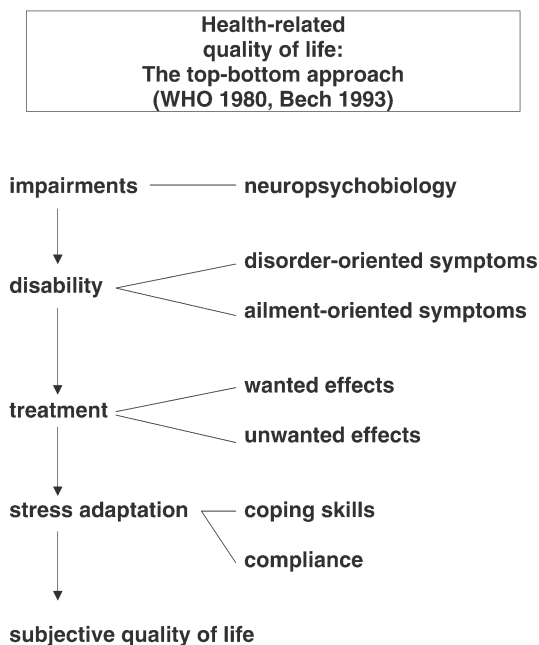 Health-related
quality of life:
The top-bottom approach
(WHO 1980, Bech 1993)
impairments
neuropsychobiology
disability
disorder-oriented symptoms
ailment-oriented symptoms
treatment
wanted effects
unwanted effects
stress adaptation
coping skills
compliance
subjective quality of life